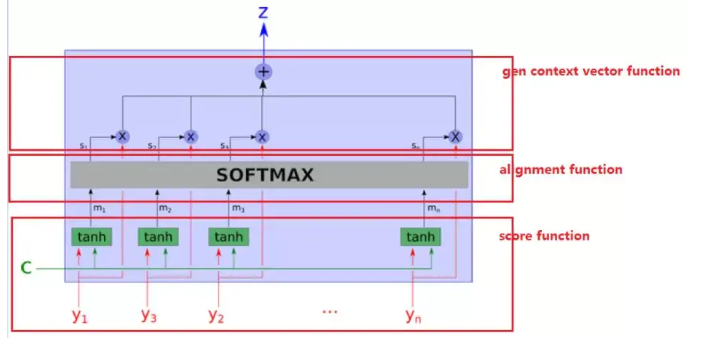 Z
gen context vector function
+
X X X X
s1 s2 s3 sn
SOFTMAX
alignment function
m1 m2 m3 mn
tanh tanh tanh tanh
score function
C
y1 y3 y2 ... yn